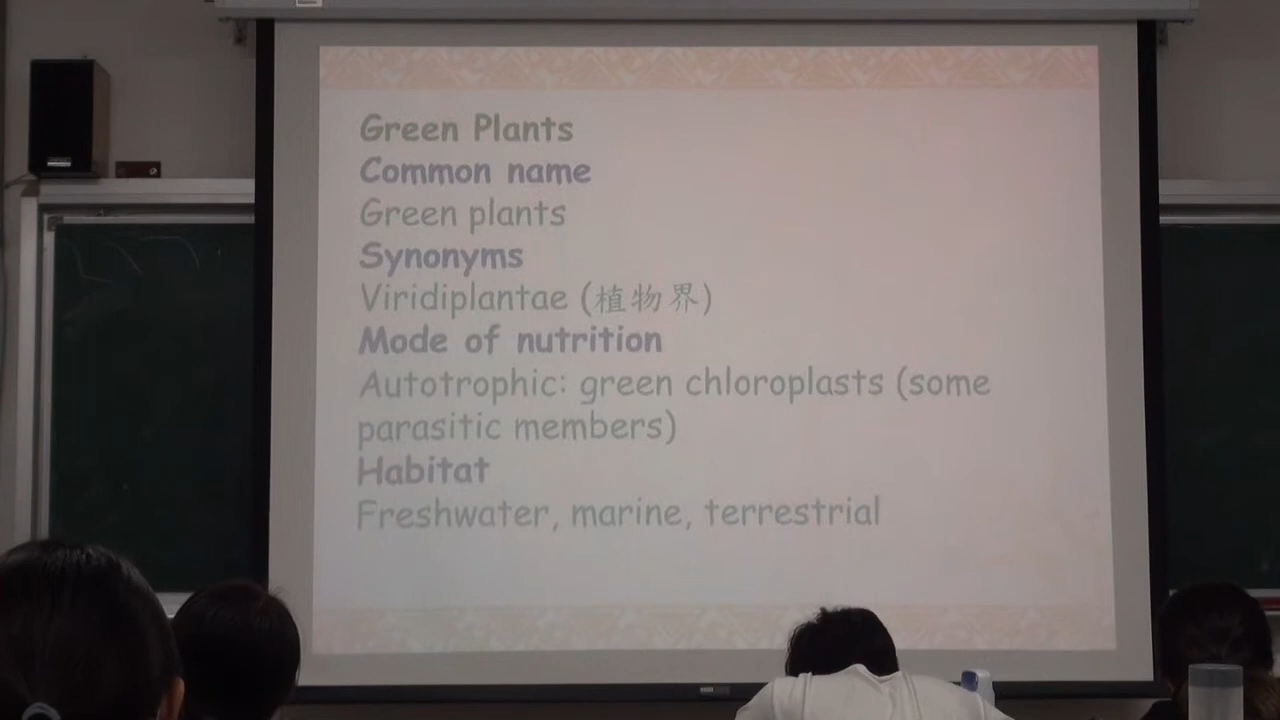 Green Plants
Common name
Green plants
Synonyms
Viridiplantae (植物界)
Mode of nutrition
Autotrophic: green chloroplasts (some
parasitic members)
Habitat
Freshwater, marine, terrestrial